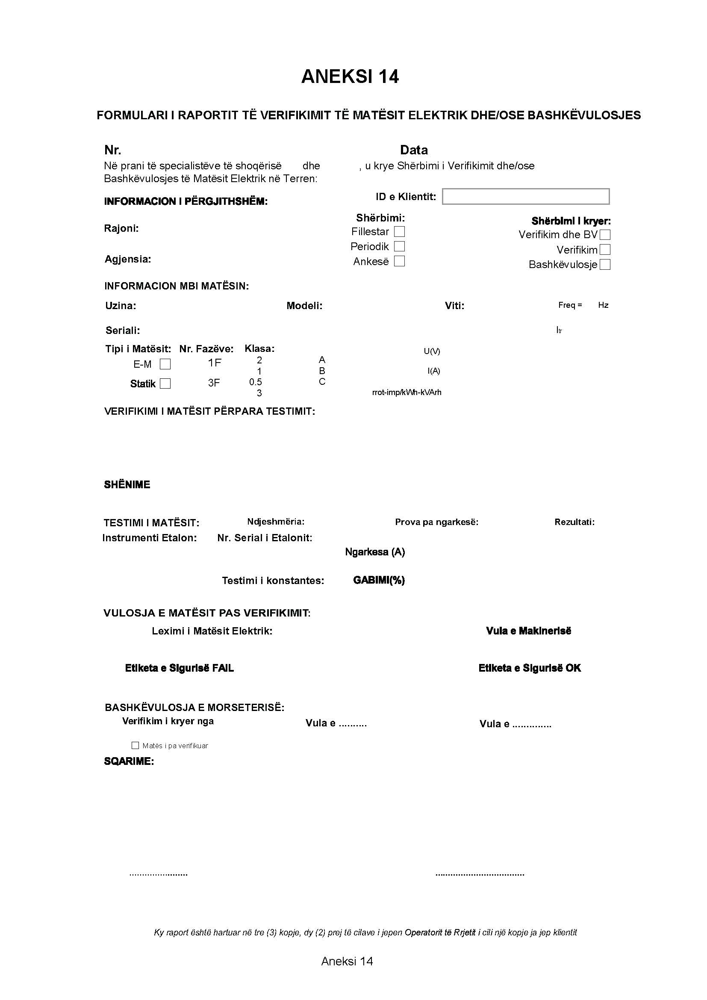 ANEKSI 14
FORMULARI I RAPORTIT TË VERIFIKIMIT TË MATËSIT ELEKTRIK DHE/OSE BASHKËVULOSJES
Nr. Data
Në prani të specialistëve të shoqërisë dhe , u krye Shërbimi i Verifikimit dhe/ose
Bashkëvulosjes të Matësit Elektrik në Terren:
ID e Klientit:
INFORMACION I PËRGJITHSHËM:
Shërbimi: Shërbimi i kryer:
Rajoni: Fillestar Verifikim dhe BV
Periodik Verifikim
Agjensia: Ankesë Bashkëvulosje
INFORMACION MBI MATËSIN:
Uzina: Modeli: Viti: Freq = Hz
Seriali: Itr
Tipi i Matësit: Nr. Fazëve: Klasa: U(V)
E-M 1F 2 A
1 B I(A)
Statik 3F 0.5 C
3 rrot-imp/kWh-kVArh
VERIFIKIMI I MATËSIT PËRPARA TESTIMIT:
SHËNIME
TESTIMI I MATËSIT: Ndjeshmëria: Prova pa ngarkesë: Rezultati:
Instrumenti Etalon: Nr. Serial i Etalonit:
Ngarkesa (A)
Testimi i konstantes: GABIMI(%)
VULOSJA E MATËSIT PAS VERIFIKIMIT:
Leximi i Matësit Elektrik: Vula e Makinerisë
Etiketa e Sigurisë FAIL Etiketa e Sigurisë OK
BASHKËVULOSJA E MORSETERISË:
Verifikim i kryer nga Vula e .......... Vula e ..............
Matës i pa verifikuar
SQARIME:
....................... ..................................
Ky raport është hartuar në tre (3) kopje, dy (2) prej të cilave i jepen Operatorit të Rrjetit i cili një kopje ja jep klientit
Aneksi 14